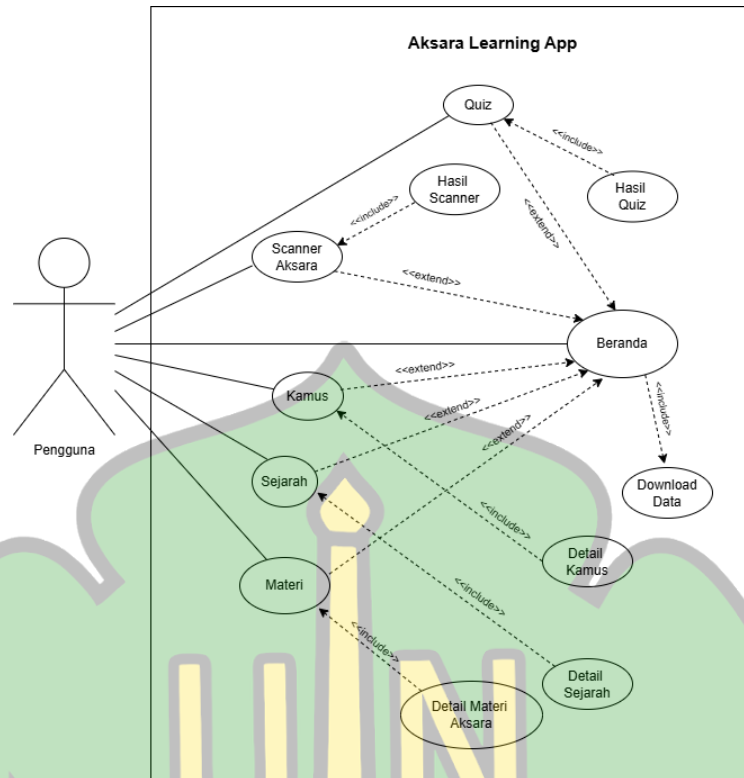 Aksara Learning App
Quiz
<<include>>
Hasil
Quiz
Hasil
Scanner
<<include>>
<<extend>>
Scanner
Aksara
<<extend>>
Beranda
<<extend>>
Kamus
<<extend>>
<<include>>
<<extend>>
Pengguna
Sejarah
Download
Data
<<include>>
Detail
Kamus
Materi
<<include>>
<<include>>
Detail
Sejarah
Detail Materi
Aksara
UIN